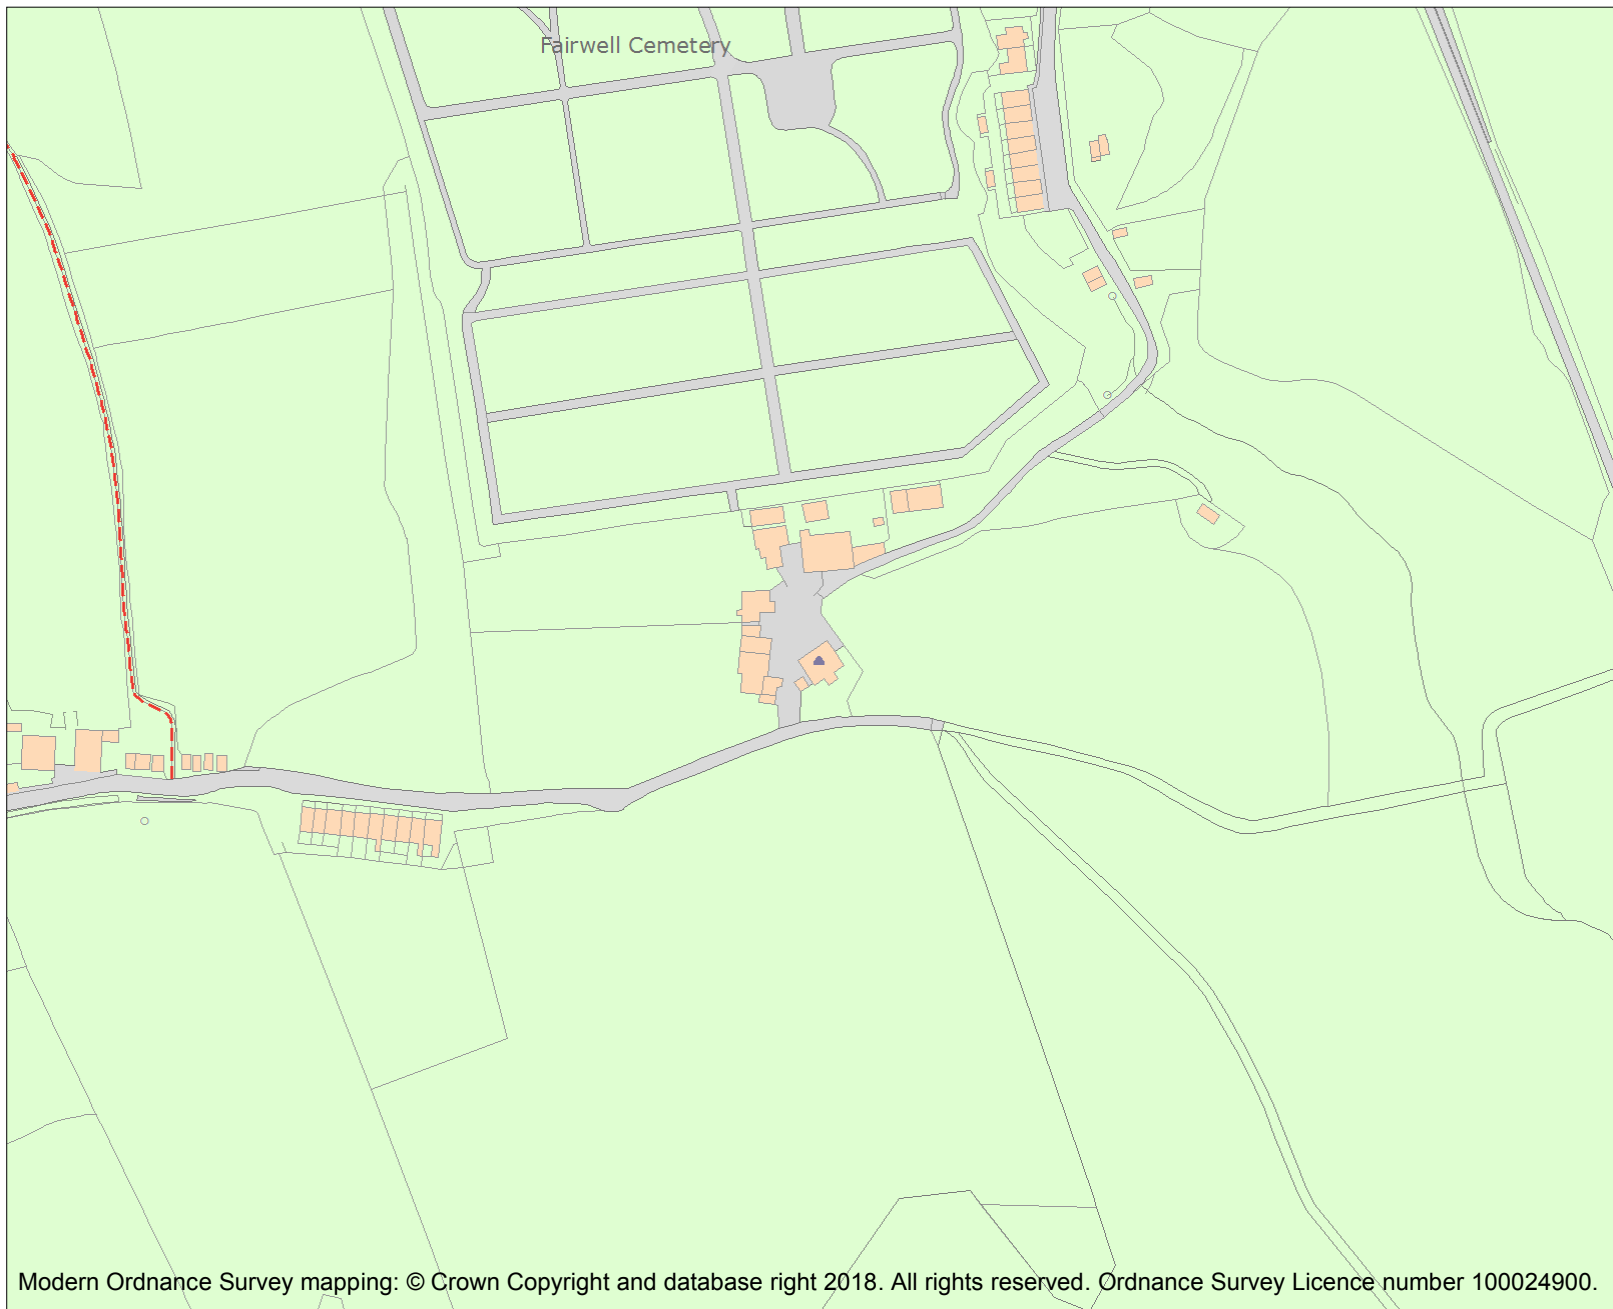 Fairwell Cemetery
Modern Ordnance Survey mapping: © Crown Copyright and database right 2018. All rights reserved. Ordnance Survey Licence number 100024900.